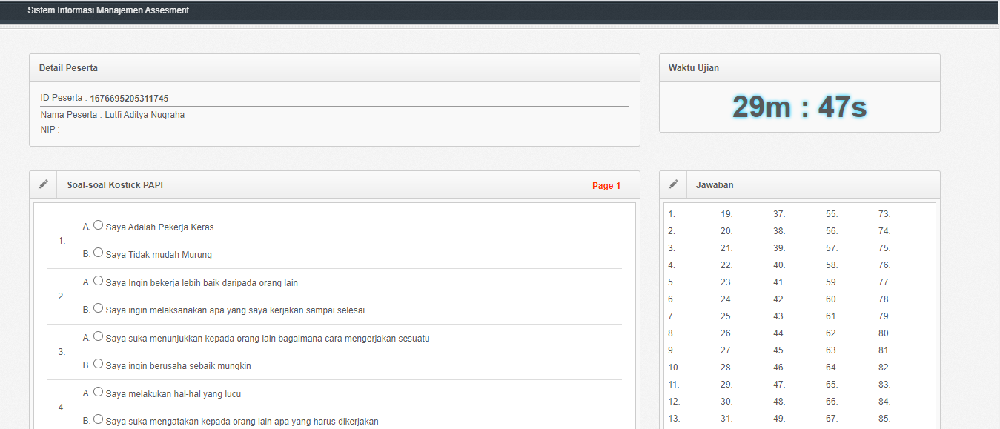 Sistem Informasi Manajemen Assesment
Detail Peserta
ID Peserta : 1676695205311745
Nama Peserta : Lutfi Aditya Nugraha
NIP :
Waktu Ujian
29m : 47s
Soal-soal Kostick PAPI
Page 1
1.
A. Saya Adalah Pekerja Keras
B. Saya Tidak mudah Murung
2.
A. Saya Ingin bekerja lebih baik daripada orang lain
B. Saya ingin melaksanakan apa yang saya kerjakan sampai selesai
3.
A. Saya suka menunjukkan kepada orang lain bagaimana cara mengerjakan sesuatu
B. Saya ingin berusaha sebaik mungkin
4.
A. Saya melakukan hal-hal yang lucu
B. Saya suka mengatakan kepada orang lain apa yang harus dikerjakan
Jawaban
1. 19. 37. 55. 73.
2. 20. 38. 56. 74.
3. 21. 39. 57. 75.
4. 22. 40. 58. 76.
5. 23. 41. 59. 77.
6. 24. 42. 60. 78.
7. 25. 43. 61. 79.
8. 26. 44. 62. 80.
9. 27. 45. 63. 81.
10. 28. 46. 64. 82.
11. 29. 47. 65. 83.
12. 30. 48. 66. 84.
13. 31. 49. 67. 85.